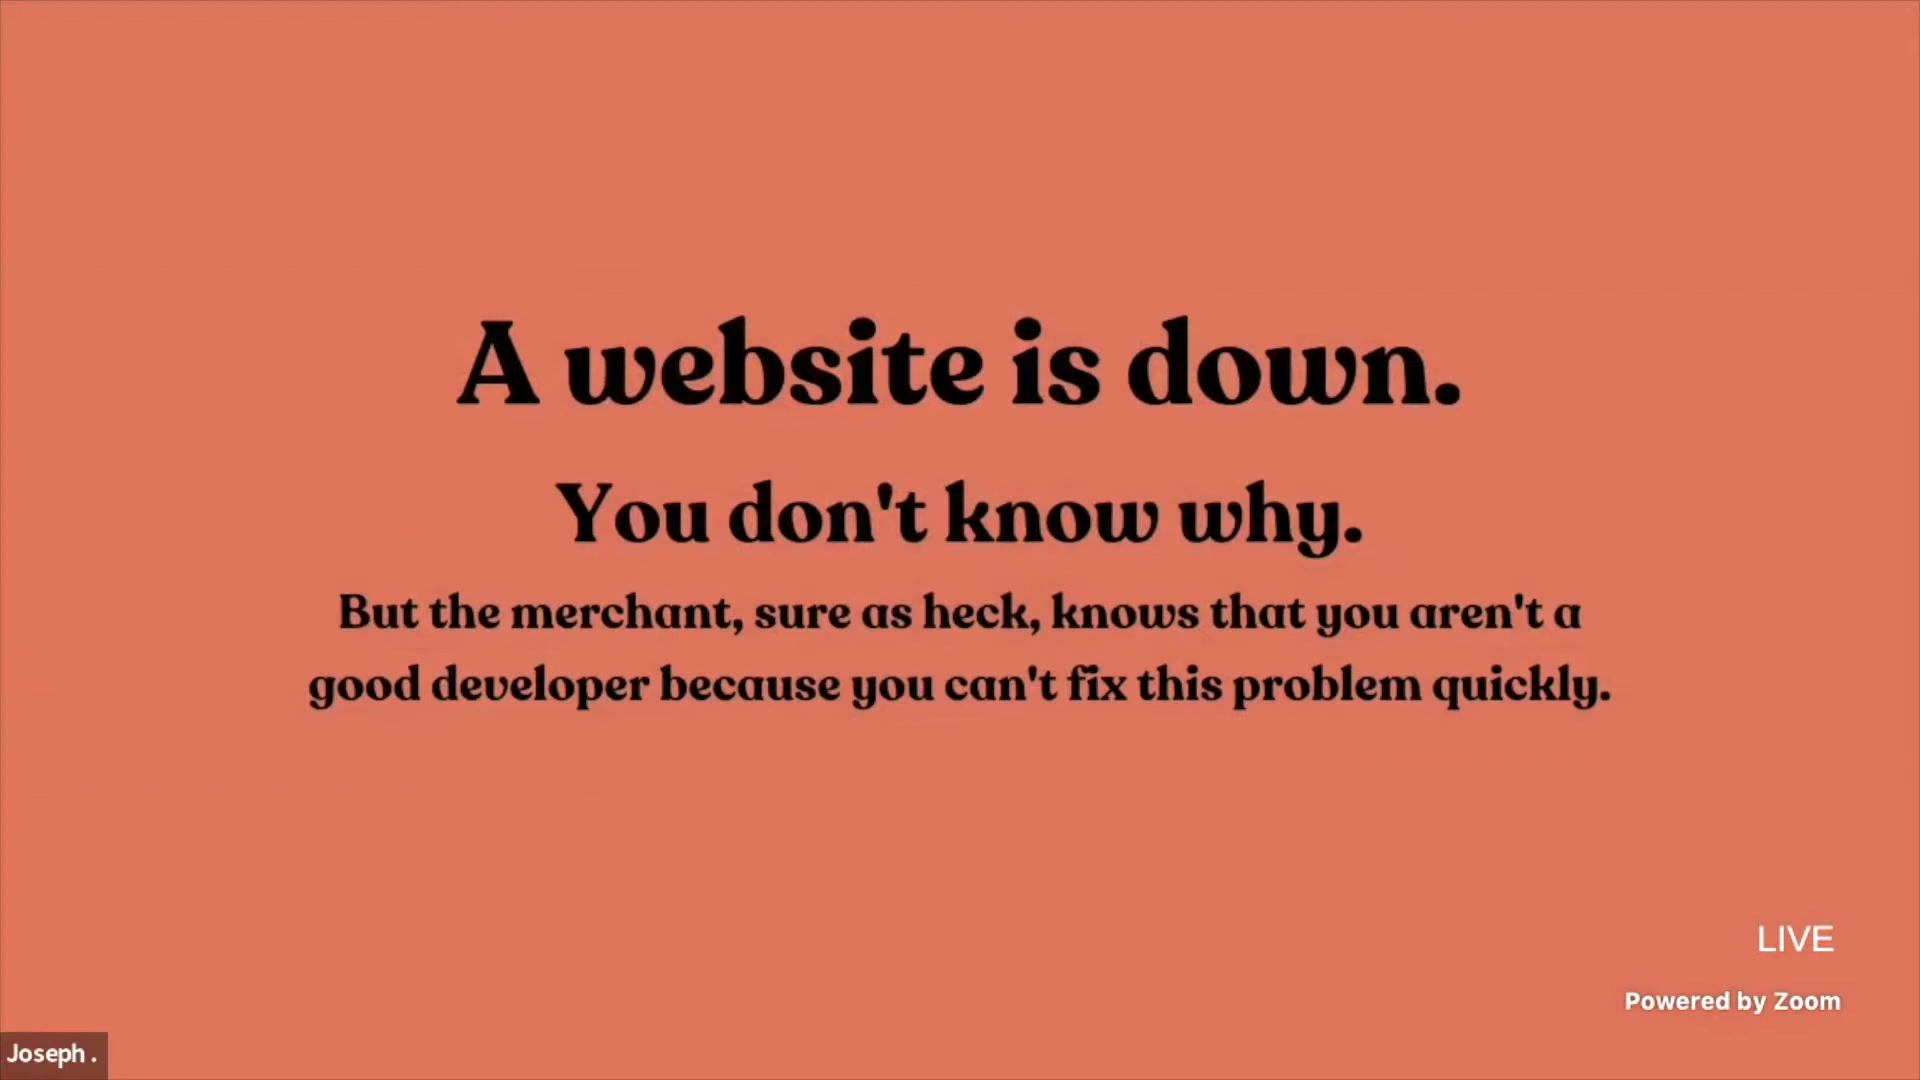 A website is down.
You don't know why.
But the merchant, sure as heck, knows that you aren't a
good developer because you can't fix this problem quickly.
LIVE
Powered by Zoom
Joseph .